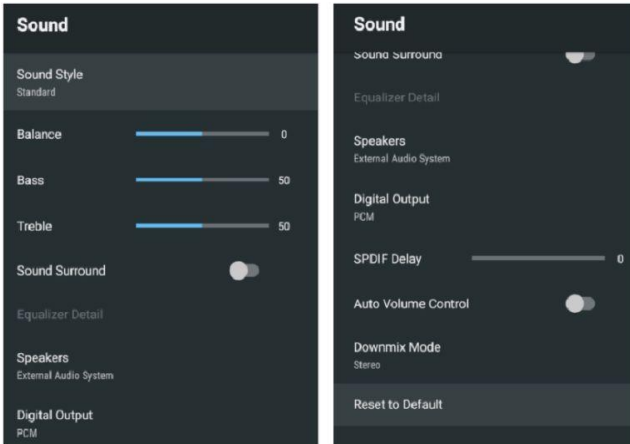 Sound
Sound Style
Standard
Balance 0
Bass 50
Treble 50
Sound Surround
Equalizer Detail
Speakers
External Audio System
Digital Output
PCM
Sound
Sound Surround
Equalizer Detail
Speakers
External Audio System
Digital Output
PCM
SPDIF Delay 0
Auto Volume Control
Downmix Mode
Stereo
Reset to Default